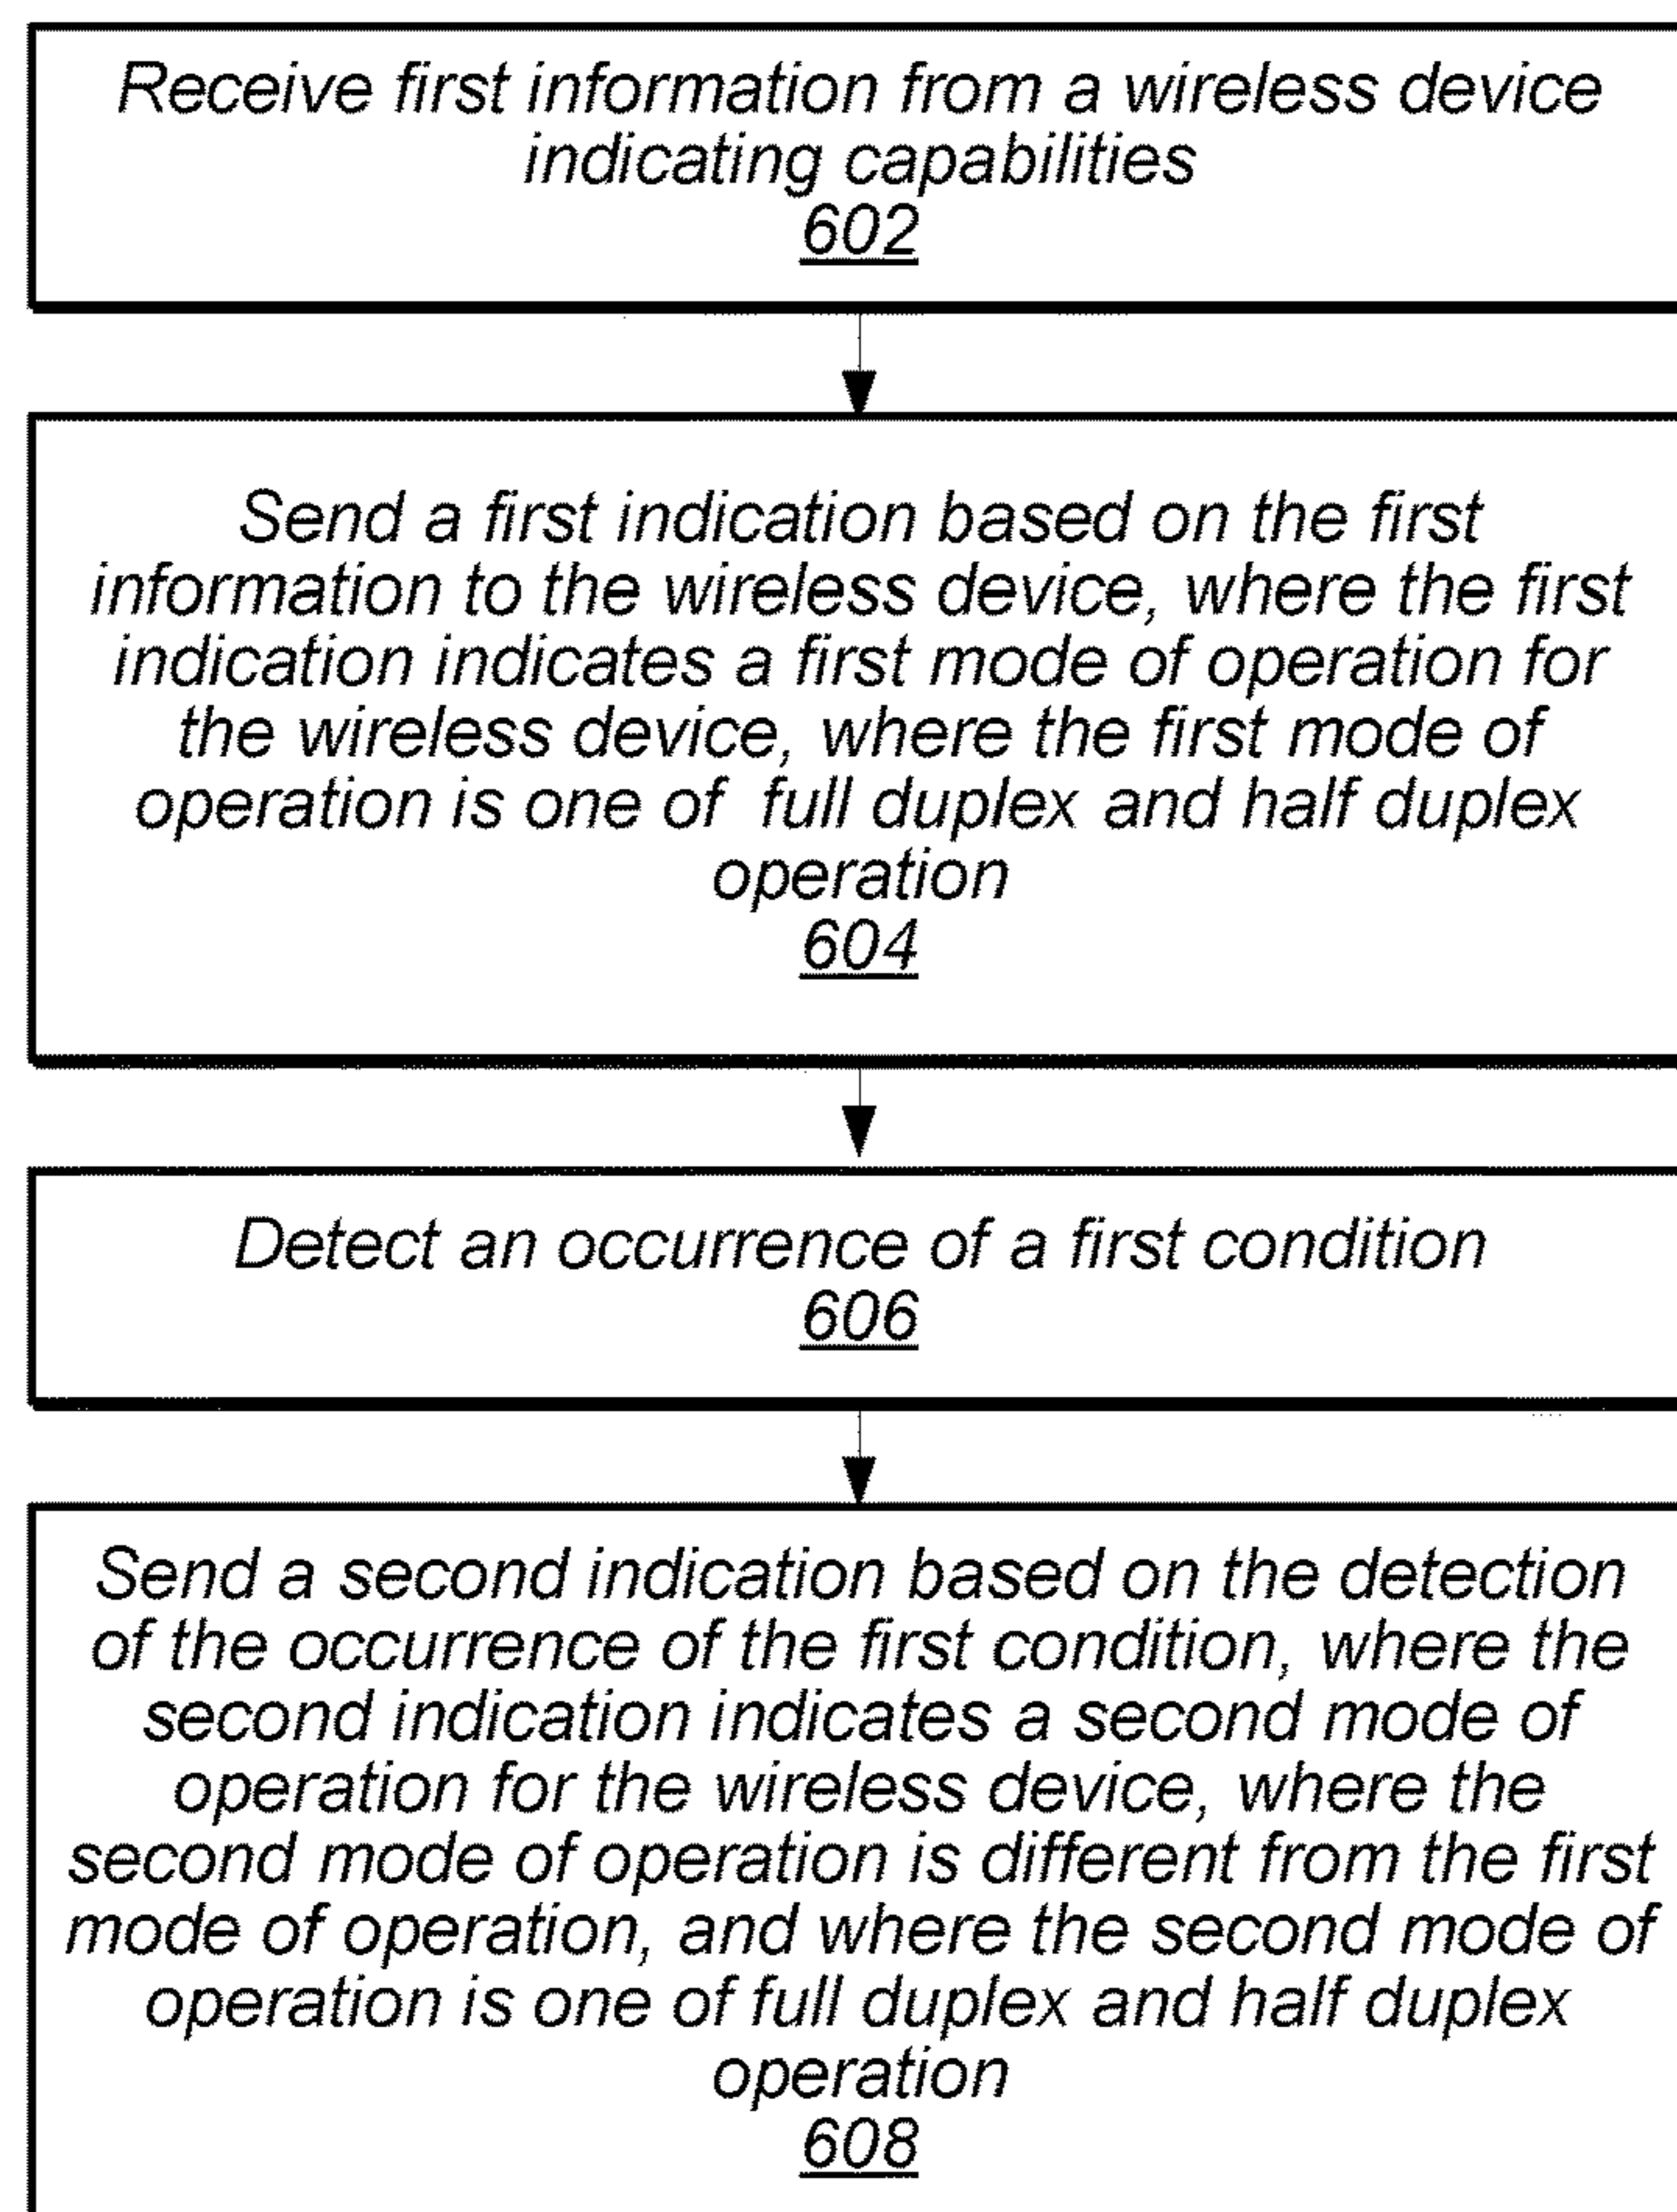 Receive first information from a wireless device
indicating capabilities
602
Send a first indication based on the first
information to the wireless device, where the first
indication indicates a first mode of operation for
the wireless device, where the first mode of
operation is one of full duplex and half duplex
operation
604
Detect an occurrence of a first condition
606
Send a second indication based on the detection
of the occurrence of the first condition, where the
second indication indicates a second mode of
operation for the wireless device, where the
second mode of operation is different from the first
mode of operation, and where the second mode of
operation is one of full duplex and half duplex
operation
608